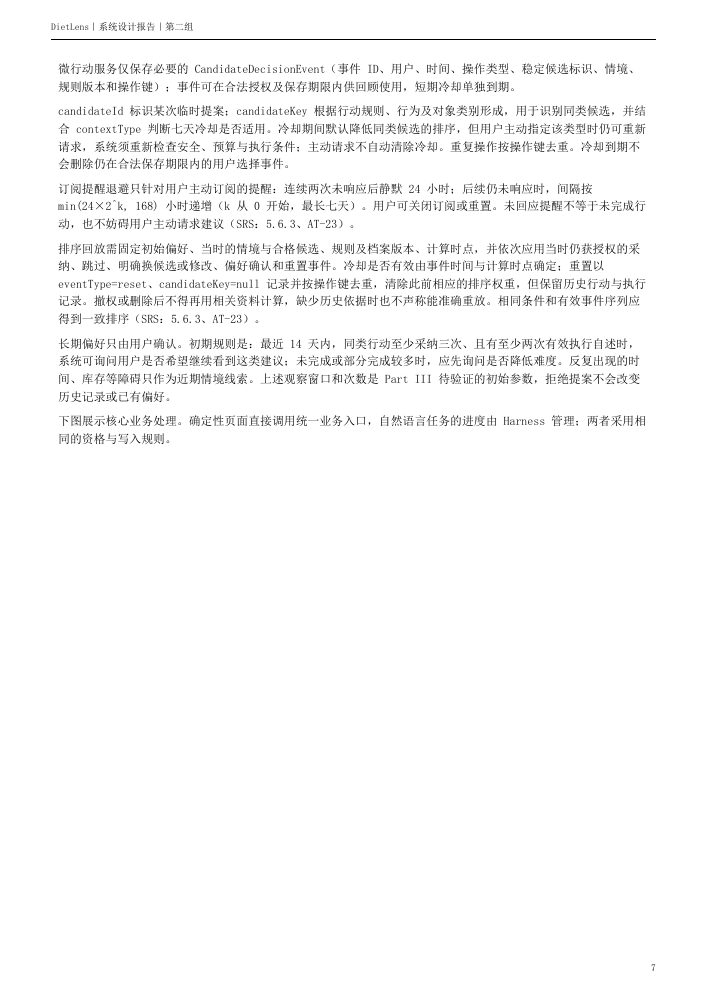 DietLens｜系统设计报告｜第二组
微行动服务仅保存必要的 CandidateDecisionEvent（事件 ID、用户、时间、操作类型、稳定候选标识、情境、
规则版本和操作键）；事件可在合法授权及保存期限内供回顾使用，短期冷却单独到期。
candidateId 标识某次临时提案；candidateKey 根据行动规则、行为及对象类别形成，用于识别同类候选，并结
合 contextType 判断七天冷却是否适用。冷却期间默认降低同类候选的排序，但用户主动指定该类型时仍可重新
请求，系统须重新检查安全、预算与执行条件；主动请求不自动清除冷却。重复操作按操作键去重。冷却到期不
会删除仍在合法保存期限内的用户选择事件。
订阅提醒退避只针对用户主动订阅的提醒：连续两次未响应后静默 24 小时；后续仍未响应时，间隔按
min(24×2^k, 168) 小时递增（k 从 0 开始，最长七天）。用户可关闭订阅或重置。未回应提醒不等于未完成行
动，也不妨碍用户主动请求建议（SRS：5.6.3、AT-23）。
排序回放需固定初始偏好、当时的情境与合格候选、规则及档案版本、计算时点，并依次应用当时仍获授权的采
纳、跳过、明确换候选或修改、偏好确认和重置事件。冷却是否有效由事件时间与计算时点确定；重置以
eventType=reset、candidateKey=null 记录并按操作键去重，清除此前相应的排序权重，但保留历史行动与执行
记录。撤权或删除后不得再用相关资料计算，缺少历史依据时也不声称能准确重放。相同条件和有效事件序列应
得到一致排序（SRS：5.6.3、AT-23）。
长期偏好只由用户确认。初期规则是：最近 14 天内，同类行动至少采纳三次、且有至少两次有效执行自述时，
系统可询问用户是否希望继续看到这类建议；未完成或部分完成较多时，应先询问是否降低难度。反复出现的时
间、库存等障碍只作为近期情境线索。上述观察窗口和次数是 Part III 待验证的初始参数，拒绝提案不会改变
历史记录或已有偏好。
下图展示核心业务处理。确定性页面直接调用统一业务入口，自然语言任务的进度由 Harness 管理；两者采用相
同的资格与写入规则。
7